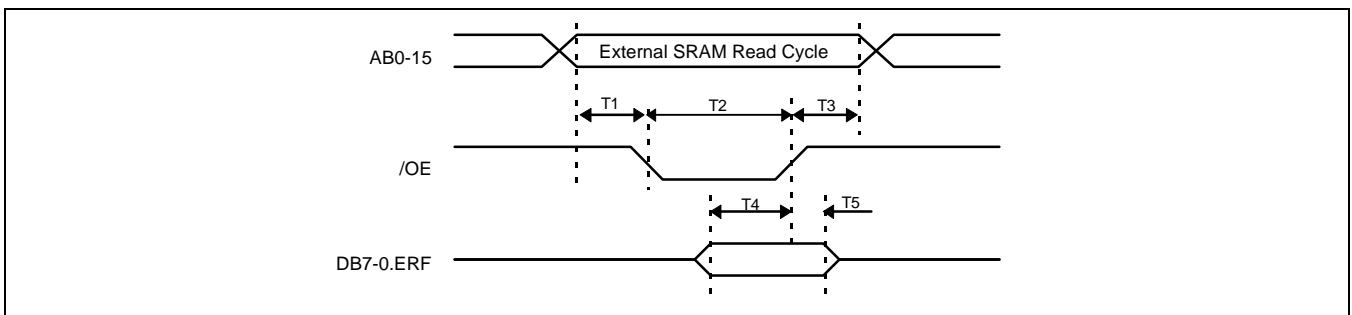 AB0-15
External SRAM Read Cycle
T1
T2
T3
/OE
T4
T5
DB7-0.ERF